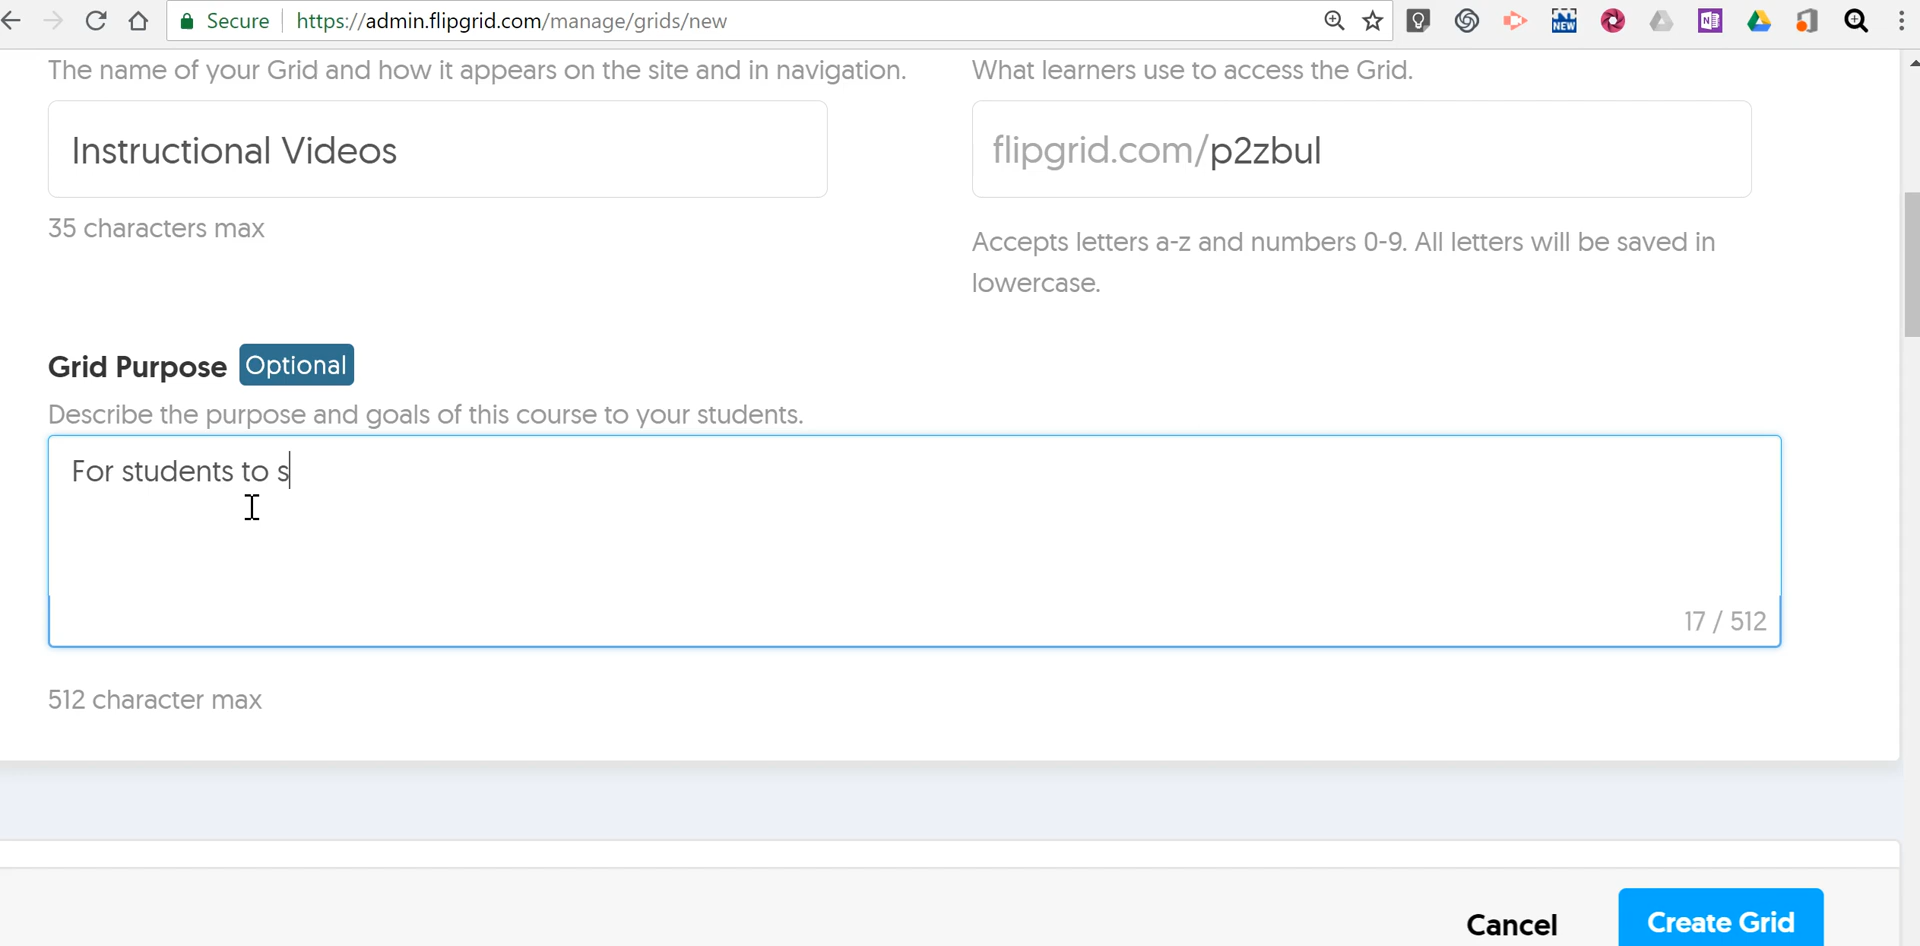 Secure https://admin.flipgrid.com/manage/grids/new
NEW
N
The name of your Grid and how it appears on the site and in navigation.
What learners use to access the Grid.
Instructional Videos
flipgrid.com/p2zbul
35 characters max
Accepts letters a-z and numbers 0-9. All letters will be saved in
lowercase.
Grid Purpose Optional
Describe the purpose and goals of this course to your students.
For students to s
17 / 512
512 character max
Cancel
Create Grid